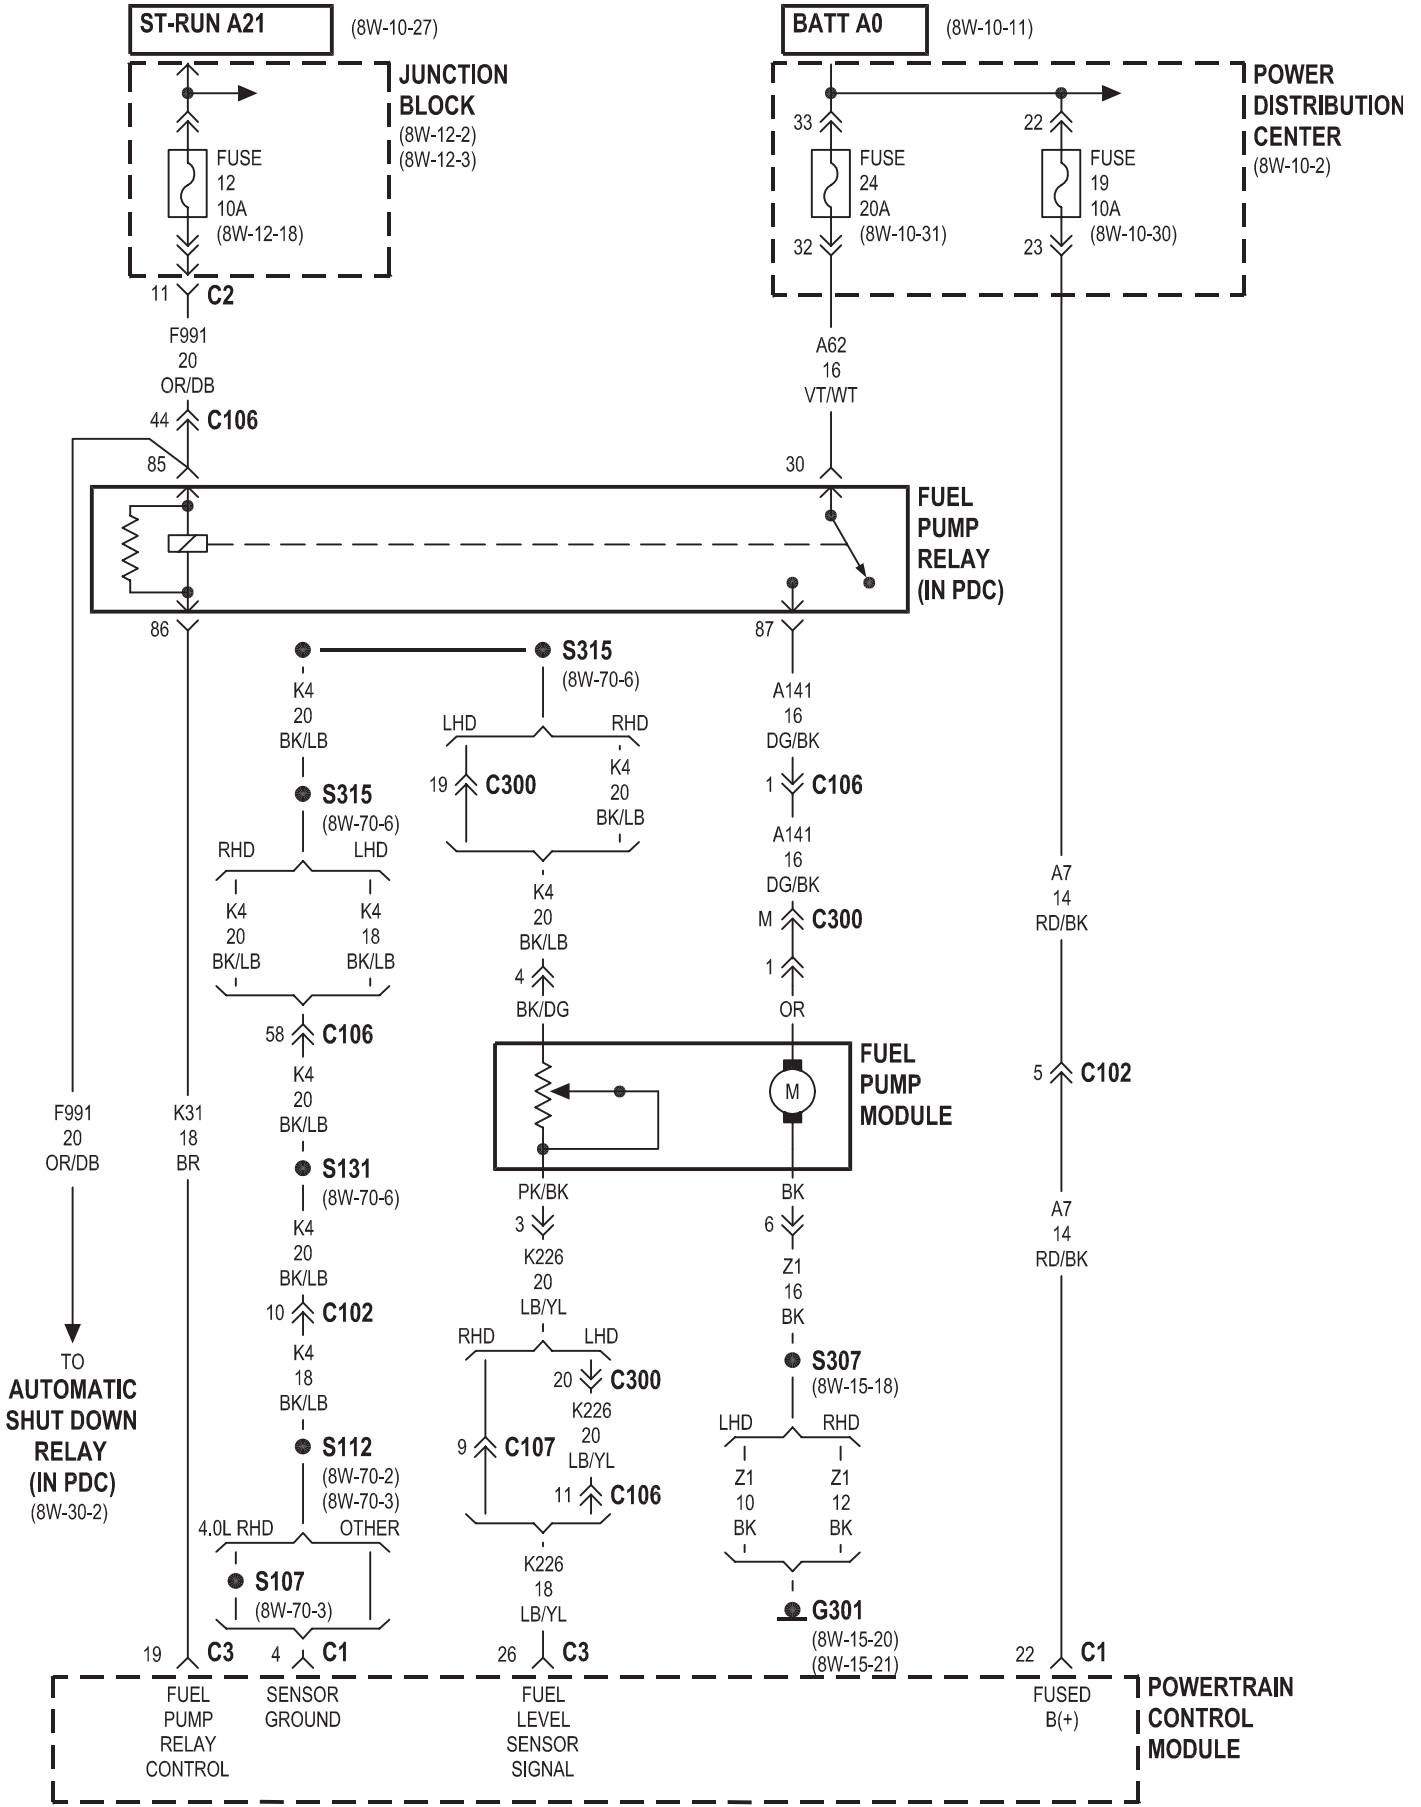 ST-RUN A21
(8W-10-27)
JUNCTION
BLOCK
(8W-12-2)
(8W-12-3)
FUSE
12
10A
(8W-12-18)
11
C2
F991
20
OR/DB
44
C106
85
BATT A0
(8W-10-11)
POWER
DISTRIBUTION
CENTER
(8W-10-2)
33
FUSE
24
20A
(8W-10-31)
32
22
FUSE
19
10A
(8W-10-30)
23
A62
16
VT/WT
30
FUEL
PUMP
RELAY
(IN PDC)
86
87
S315
(8W-70-6)
K4
20
BK/LB
S315
(8W-70-6)
RHD
LHD
K4
20
BK/LB
K4
18
BK/LB
58
C106
K4
20
BK/LB
S131
(8W-70-6)
K4
20
BK/LB
10
C102
K4
18
BK/LB
S112
(8W-70-2)
(8W-70-3)
4.0L RHD
OTHER
S107
(8W-70-3)
4
C1
LHD
RHD
19
C300
K4
20
BK/LB
K4
20
BK/LB
4
BK/DG
A141
16
DG/BK
1
C106
A141
16
DG/BK
M
C300
1
OR
M
FUEL
PUMP
MODULE
PK/BK
3
K226
20
LB/YL
RHD
LHD
9
C107
20
C300
K226
20
LB/YL
11
C106
K226
18
LB/YL
26
C3
BK
6
Z1
16
BK
S307
(8W-15-18)
LHD
RHD
Z1
10
BK
Z1
12
BK
G301
(8W-15-20)
(8W-15-21)
A7
14
RD/BK
5
C102
A7
14
RD/BK
22
C1
F991
20
OR/DB
TO
AUTOMATIC
SHUT DOWN
RELAY
(IN PDC)
(8W-30-2)
K31
18
BR
19
C3
FUEL
PUMP
RELAY
CONTROL
SENSOR
GROUND
FUEL
LEVEL
SENSOR
SIGNAL
FUSED
B(+)
POWERTRAIN
CONTROL
MODULE